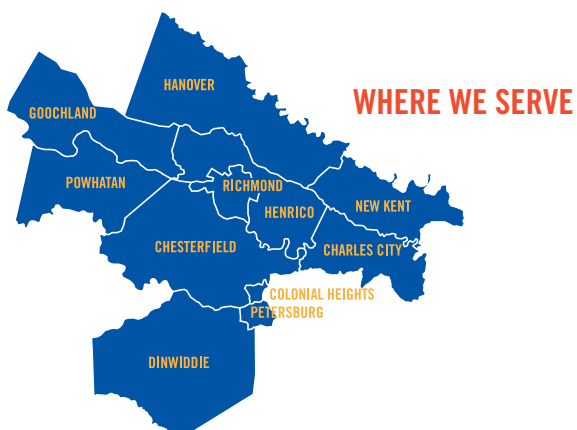 HANOVER
WHERE WE SERVE
GOOCHLAND
POWHATAN
RICHMOND
HENRICO
NEW KENT
CHESTERFIELD
CHARLES CITY
COLONIAL HEIGHTS
PETERSBURG
DINWIDDIE